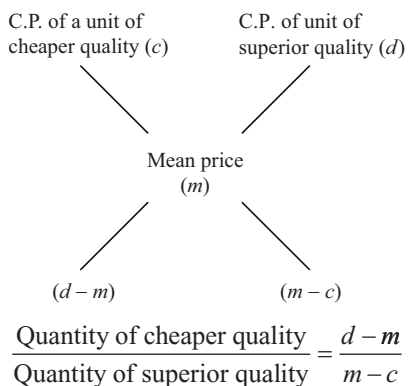 C.P. of a unit of
cheaper quality (c)
C.P. of unit of
superior quality (d)
Mean price
(m)
(d – m)
(m – c)
Quantity of cheaper quality / Quantity of superior quality = d – m / m – c